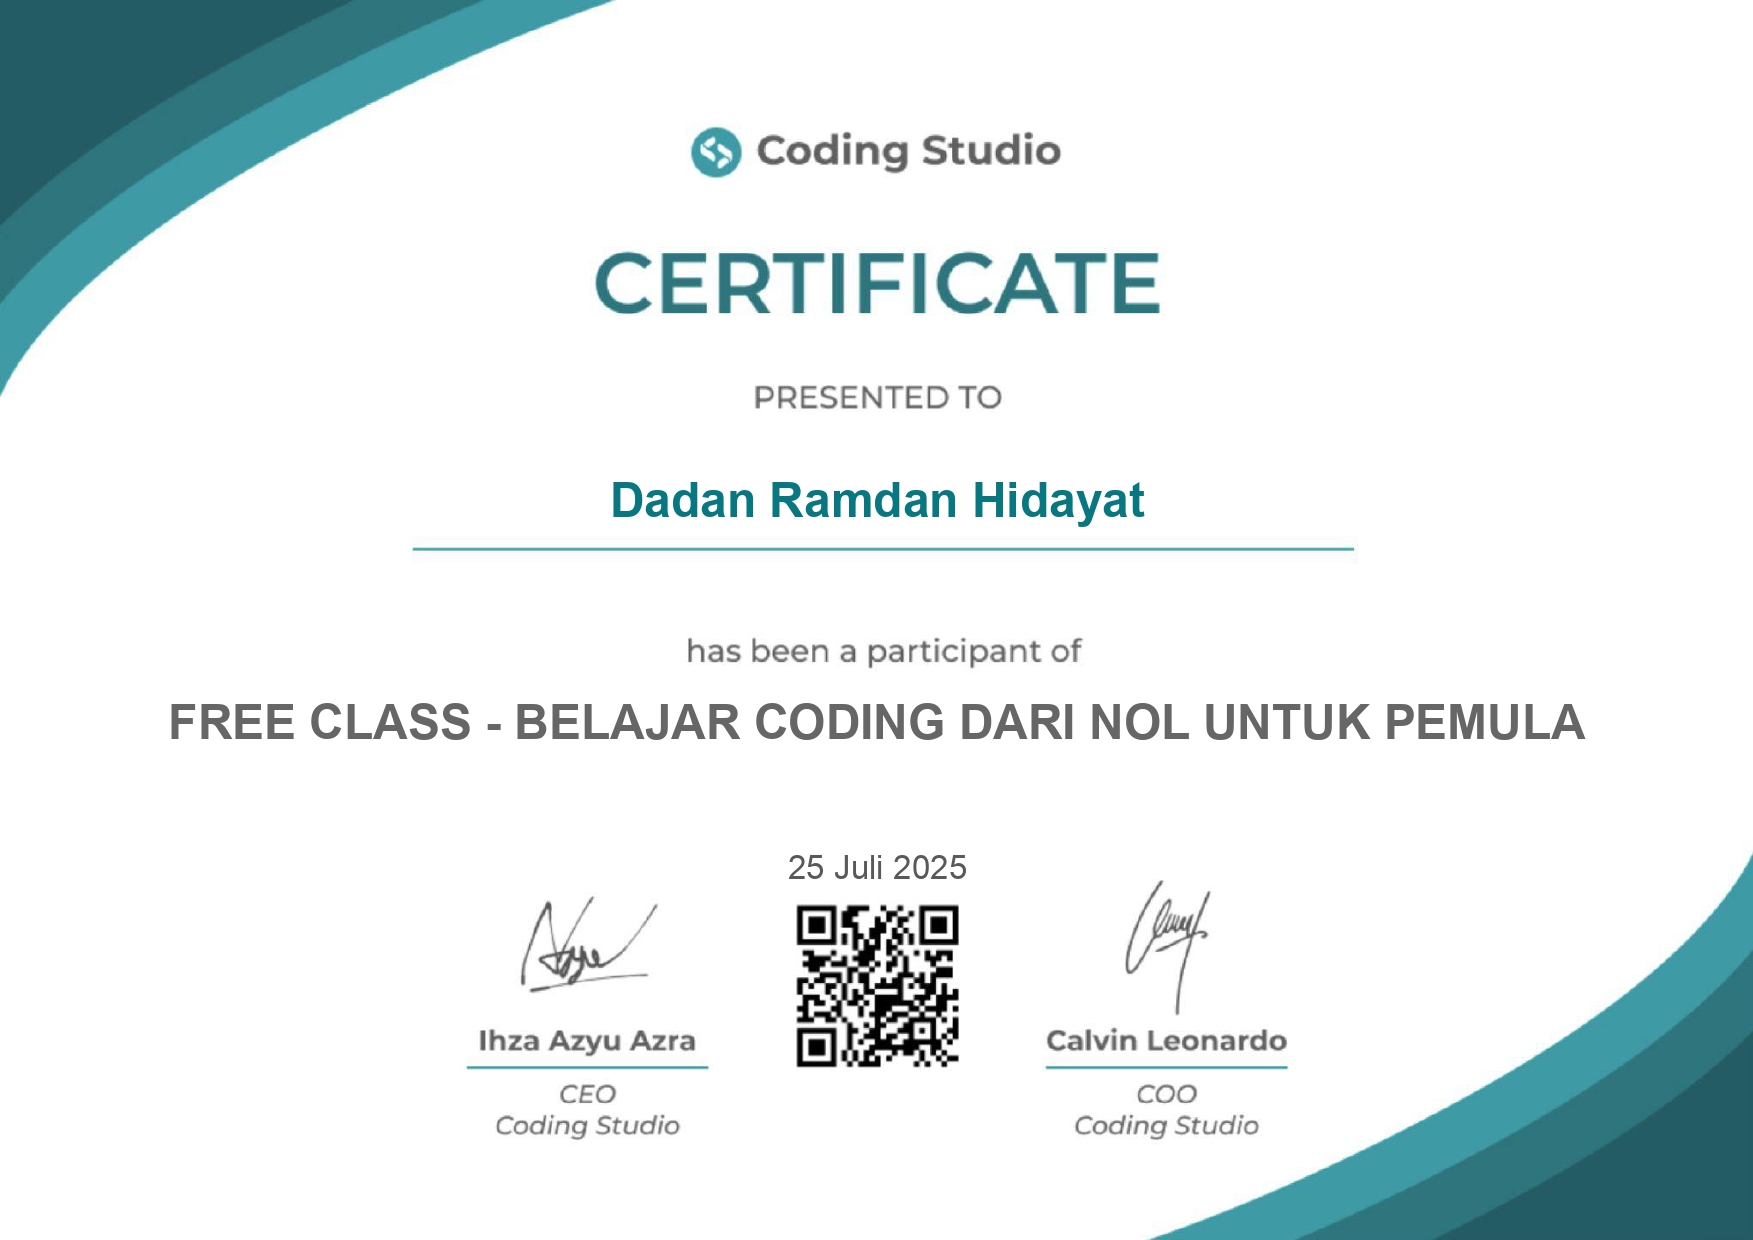 Coding Studio
CERTIFICATE
PRESENTED TO
Dadan Ramdan Hidayat
has been a participant of
FREE CLASS - BELAJAR CODING DARI NOL UNTUK PEMULA
25 Juli 2025
Ihza Azyu Azra
CEO
Coding Studio
Calvin Leonardo
COO
Coding Studio